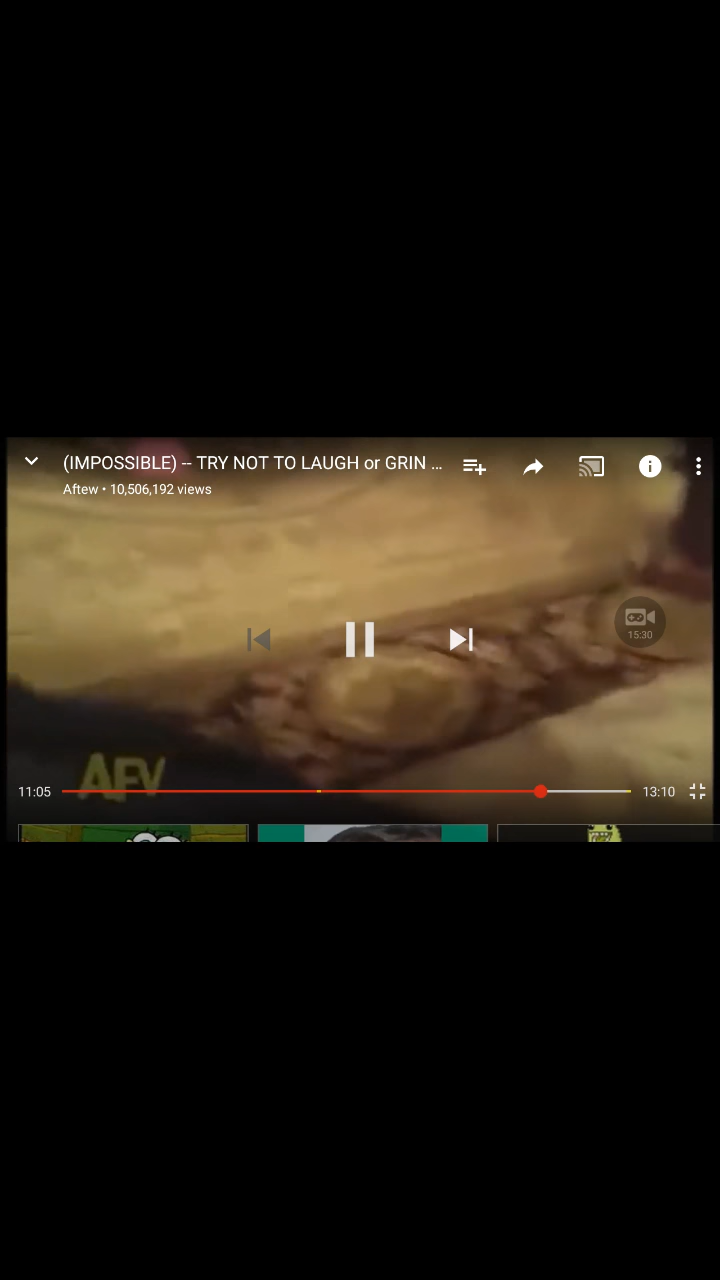 (IMPOSSIBLE) -- TRY NOT TO LAUGH or GRIN ...
Aftew • 10,506,192 views
15:30
AFV
11:05
13:10